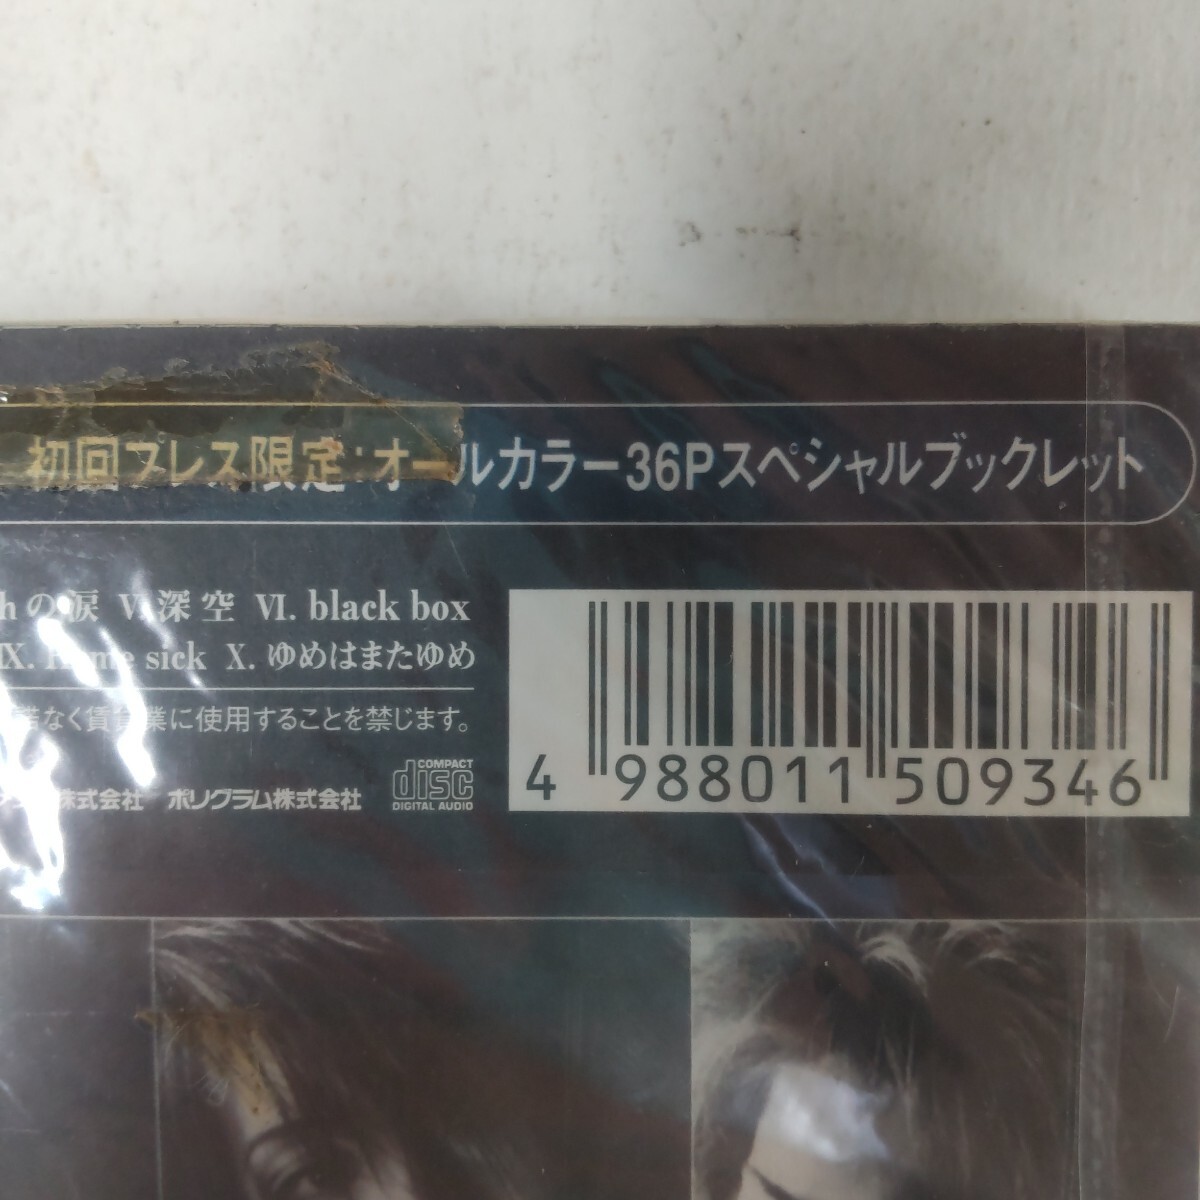 初回プレス限定・オールカラー36Pスペシャルブックレット
hの涙 V. 深空 VI. black box
IX. Home sick X. ゆめはまたゆめ
なく賃貸業に使用することを禁じます。
株式会社 ポリグラム株式会社
COMPACT
disc
DIGITAL AUDIO
4 988011 509346